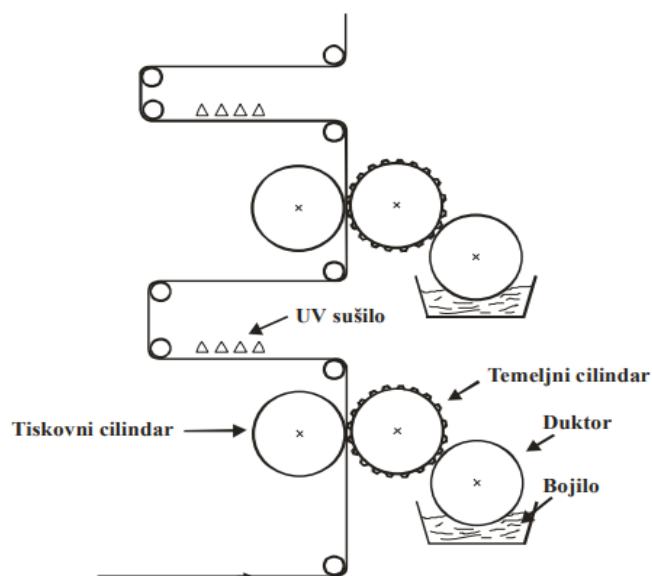 UV sušilo
Temeljni cilindar
Tiskovni cilindar
Duktor
Bojilo